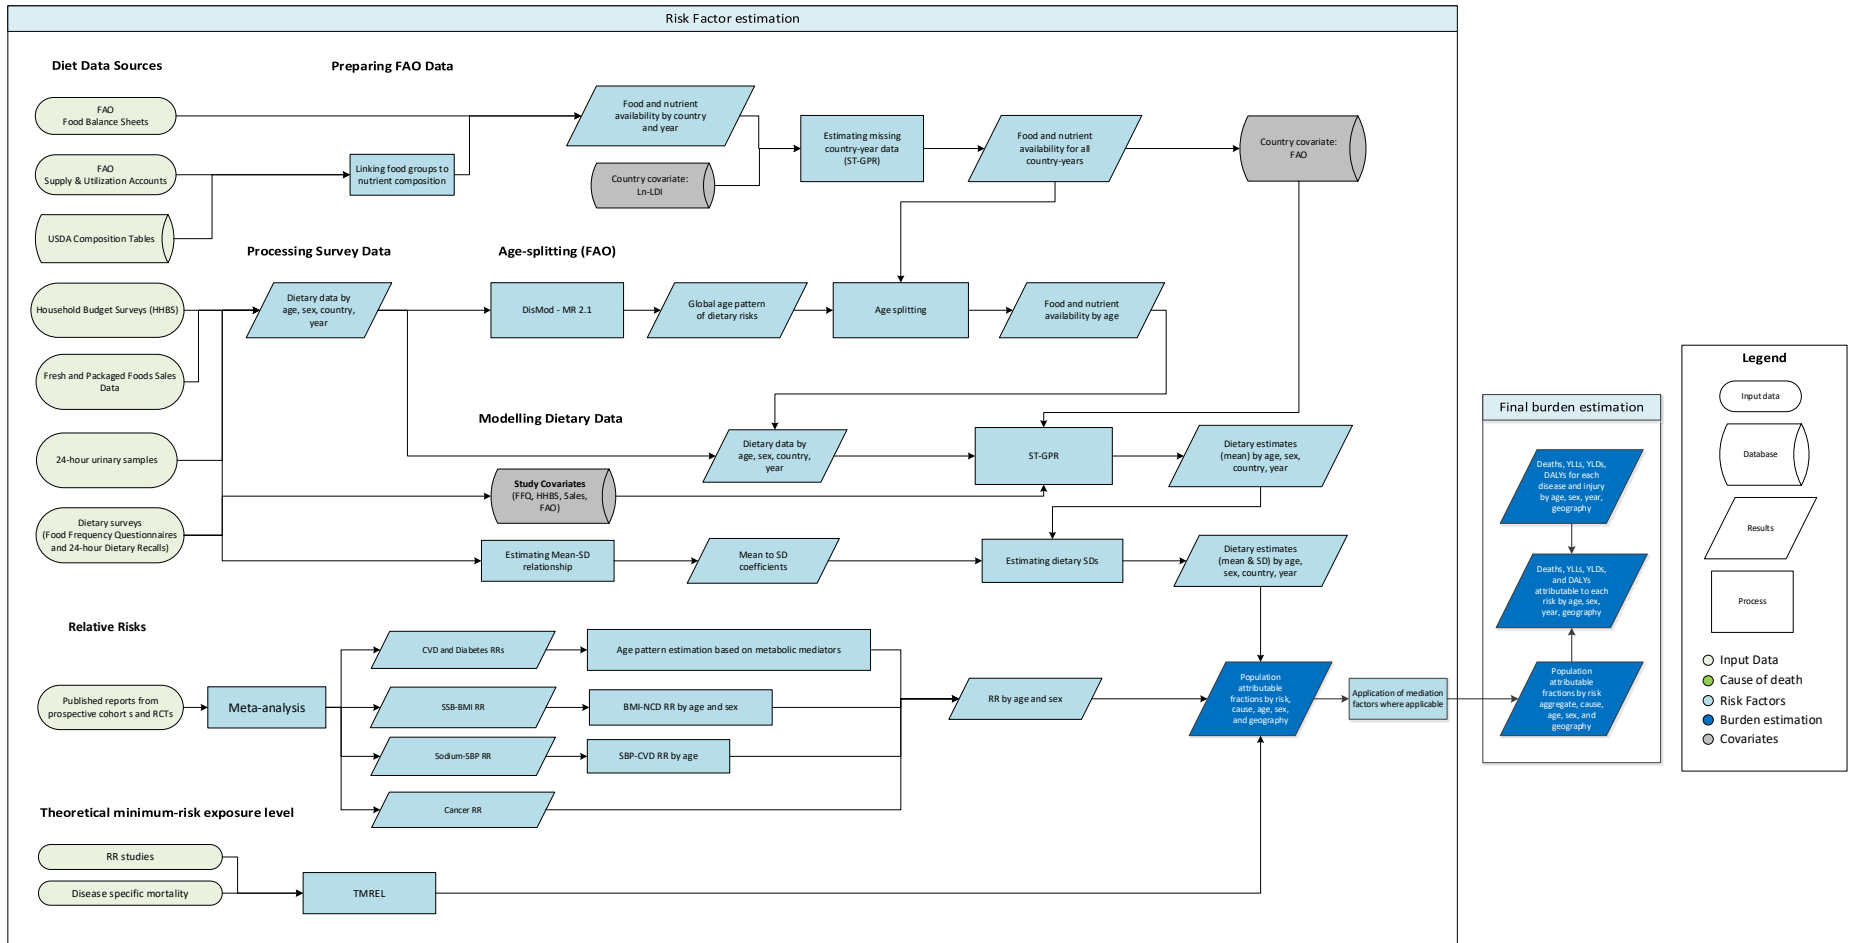 Risk Factor estimation
Diet Data Sources
Preparing FAO Data
FAO
Food Balance Sheets
Food and nutrient
availability by country
and year
Estimating missing
country-year data
(ST-GPR)
Food and nutrient
availability for all
country-years
Country covariate:
FAO
FAO
Supply & Utilization Accounts
Linking food groups to
nutrient composition
Country covariate:
Ln-LDI
USDA Composition Tables
Processing Survey Data
Age-splitting (FAO)
Household Budget Surveys (HHBS)
Dietary data by
age, sex, country,
year
DisMod - MR 2.1
Global age pattern
of dietary risks
Age splitting
Food and nutrient
availability by age
Fresh and Packaged Foods Sales
Data
Modelling Dietary Data
24-hour urinary samples
Dietary data by
age, sex, country,
year
ST-GPR
Dietary estimates
(mean) by age, sex,
country, year
Study Covariates
(FFQ, HHBS, Sales,
FAO)
Dietary surveys
(Food Frequency Questionnaires
and 24-hour Dietary Recalls)
Estimating Mean-SD
relationship
Mean to SD
coefficients
Estimating dietary SDs
Dietary estimates
(mean & SD) by age,
sex, country, year
Relative Risks
CVD and Diabetes RRs
Age pattern estimation based on metabolic mediators
Published reports from
prospective cohort s and RCTs
Meta-analysis
SSB-BMI RR
BMI-NCD RR by age and sex
RR by age and sex
Population
attributable
fractions by risk,
cause, age, sex,
and geography
Application of mediation
factors where applicable
Sodium-SBP RR
SBP-CVD RR by age
Cancer RR
Theoretical minimum-risk exposure level
RR studies
Disease specific mortality
TMREL
Final burden estimation
Deaths, YLLs, YLDs,
DALYs for each
disease and injury
by age, sex, year,
geography
Deaths, YLLs, YLDs,
and DALYs
attributable to each
risk by age, sex,
year, geography
Population
attributable
fractions by risk
aggregate, cause,
age, sex, and
geography
Legend
Input data
Database
Results
Process
Input Data
Cause of death
Risk Factors
Burden estimation
Covariates